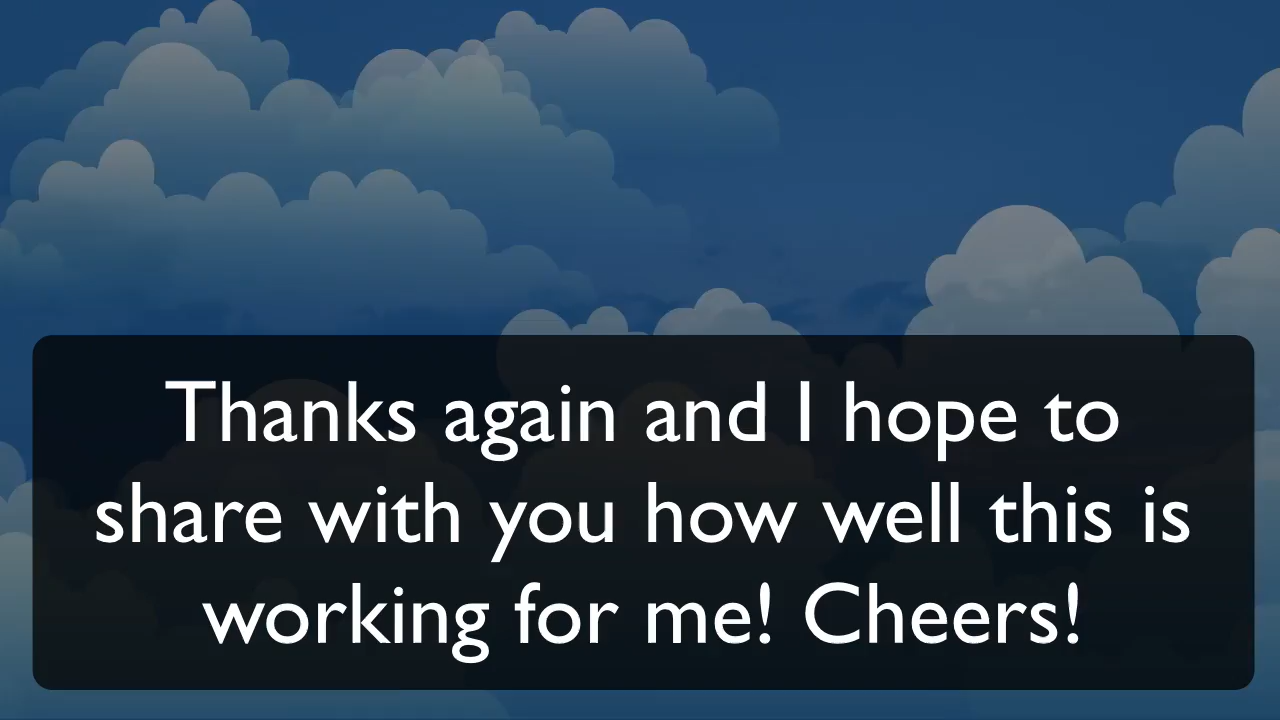 Thanks again and I hope to
share with you how well this is
working for me! Cheers!